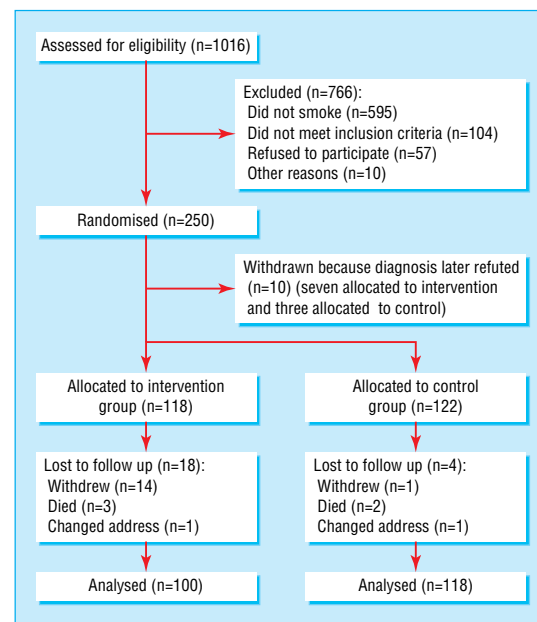 Assessed for eligibility (n=1016)
Excluded (n=766):
Did not smoke (n=595)
Did not meet inclusion criteria (n=104)
Refused to participate (n=57)
Other reasons (n=10)
Randomised (n=250)
Withdrawn because diagnosis later refuted
(n=10) (seven allocated to intervention
and three allocated to control)
Allocated to intervention
group (n=118)
Allocated to control
group (n=122)
Lost to follow up (n=18):
Withdrew (n=14)
Died (n=3)
Changed address (n=1)
Lost to follow up (n=4):
Withdrew (n=1)
Died (n=2)
Changed address (n=1)
Analysed (n=100)
Analysed (n=118)